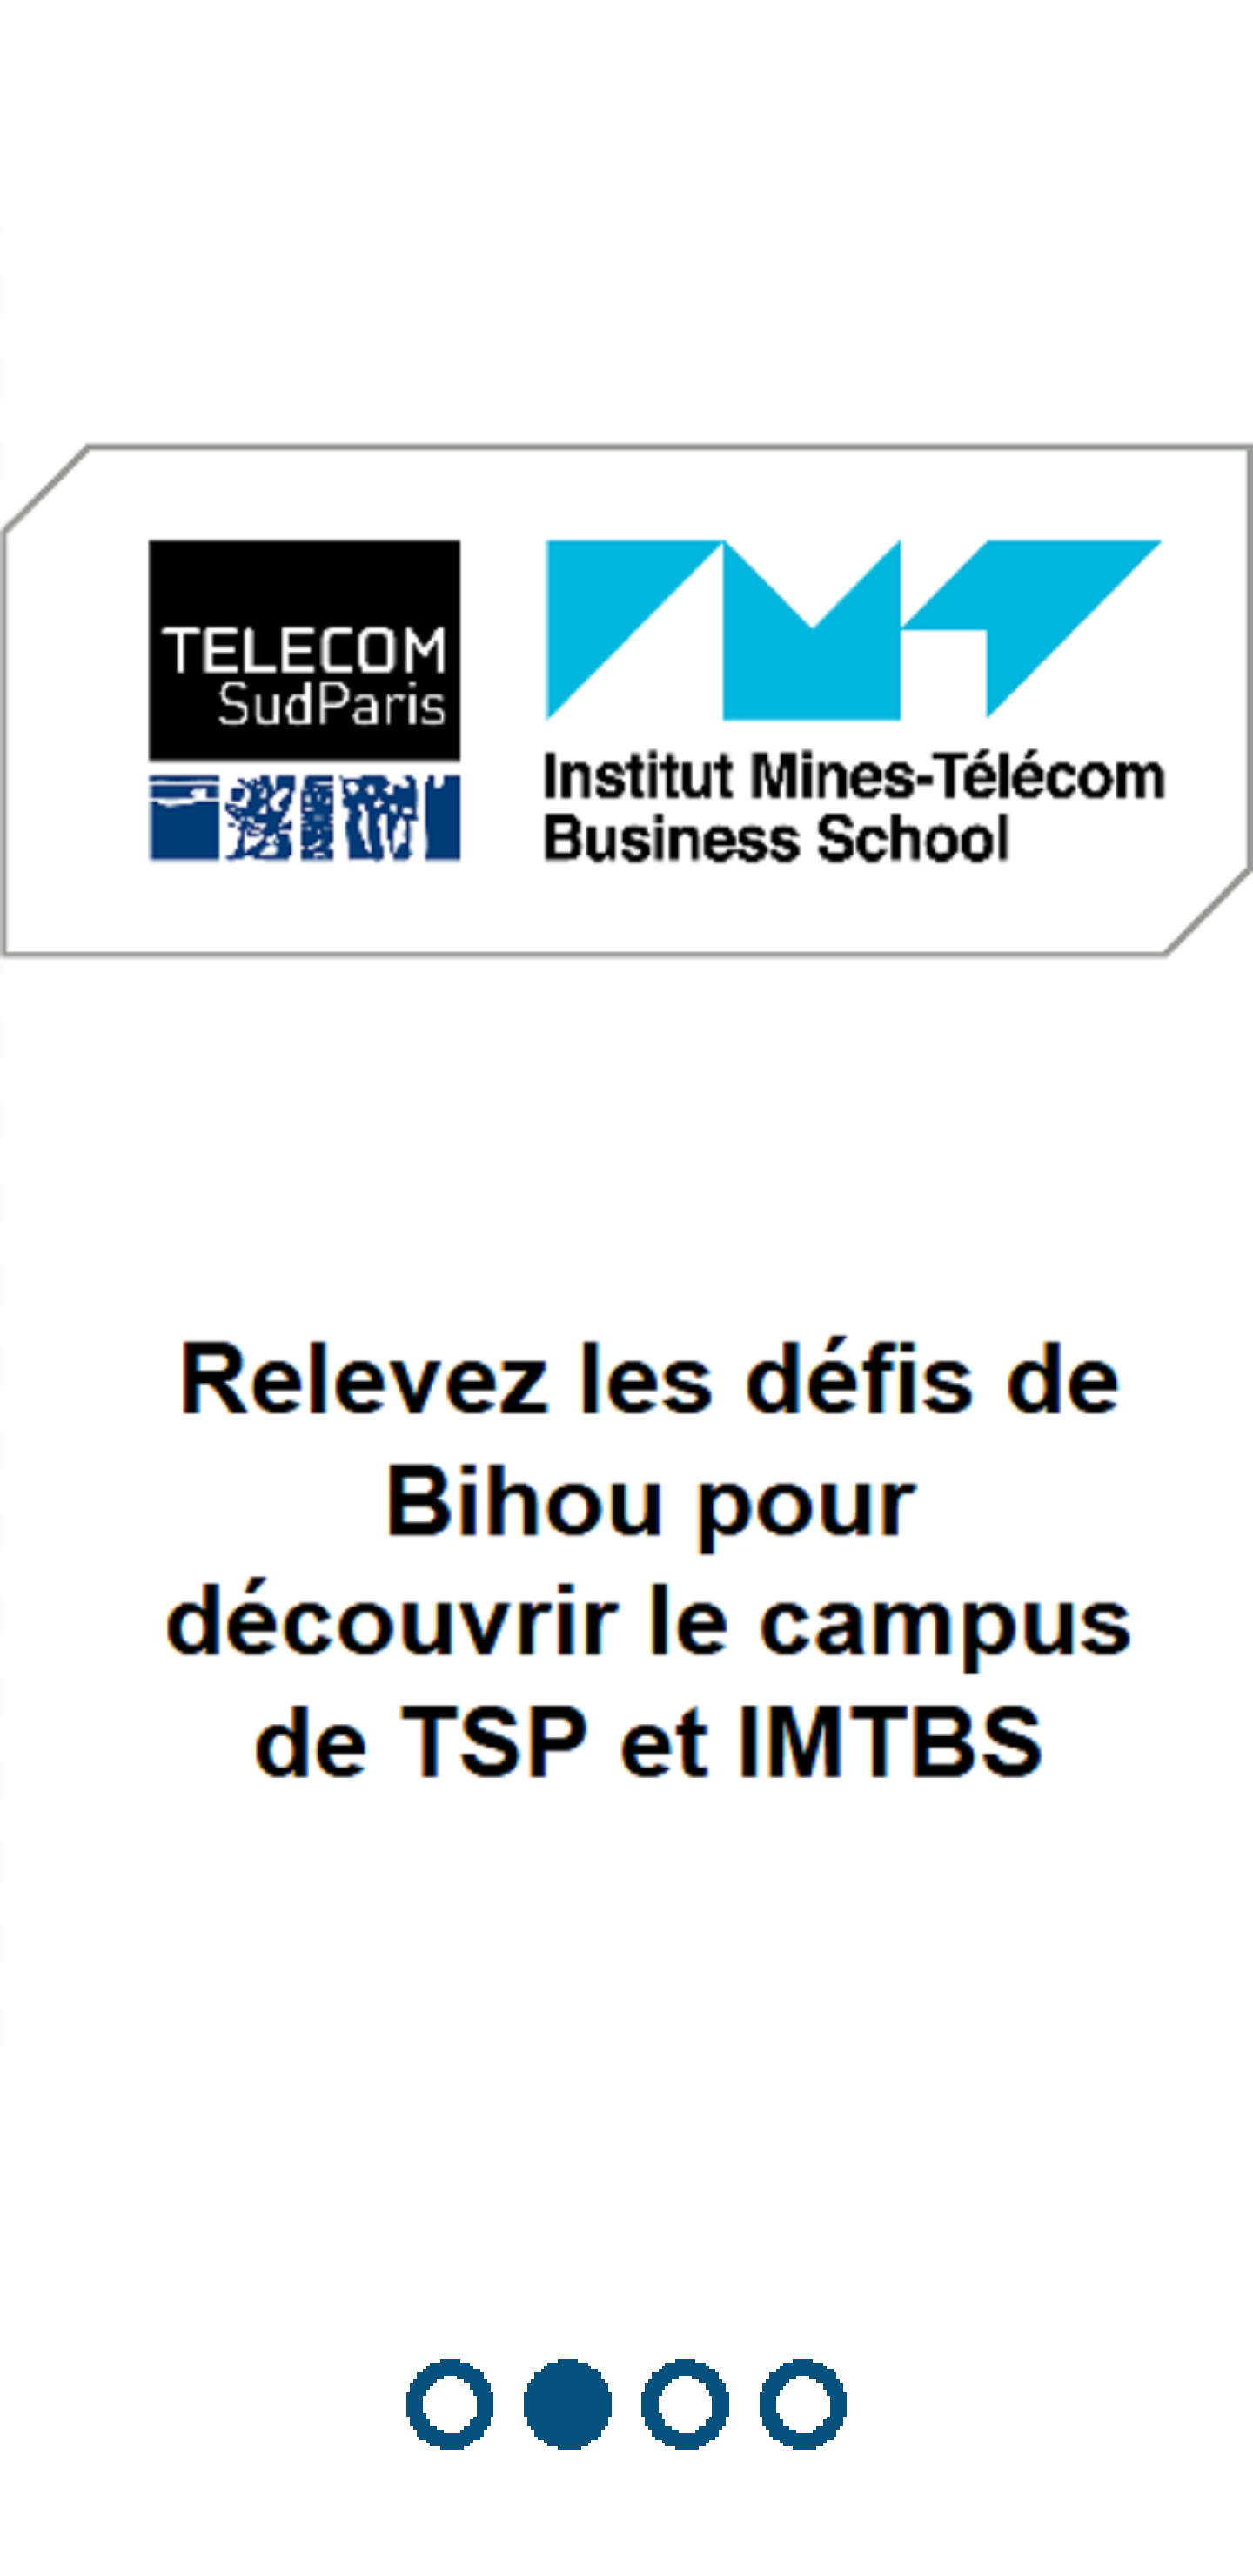 TELECOM
SudParis
Institut Mines-Télécom
Business School
Relevez les défis de
Bihou pour
découvrir le campus
de TSP et IMTBS